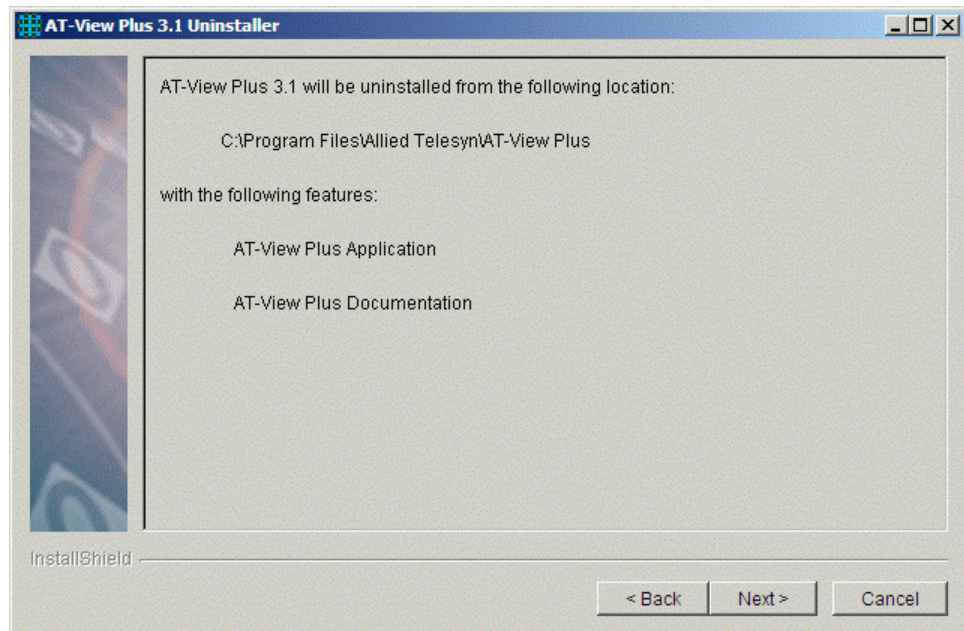 AT-View Plus 3.1 Uninstaller
AT-View Plus 3.1 will be uninstalled from the following location:
C:\Program Files\Allied Telesyn\AT-View Plus
with the following features:
AT-View Plus Application
AT-View Plus Documentation
InstallShield
< Back Next > Cancel